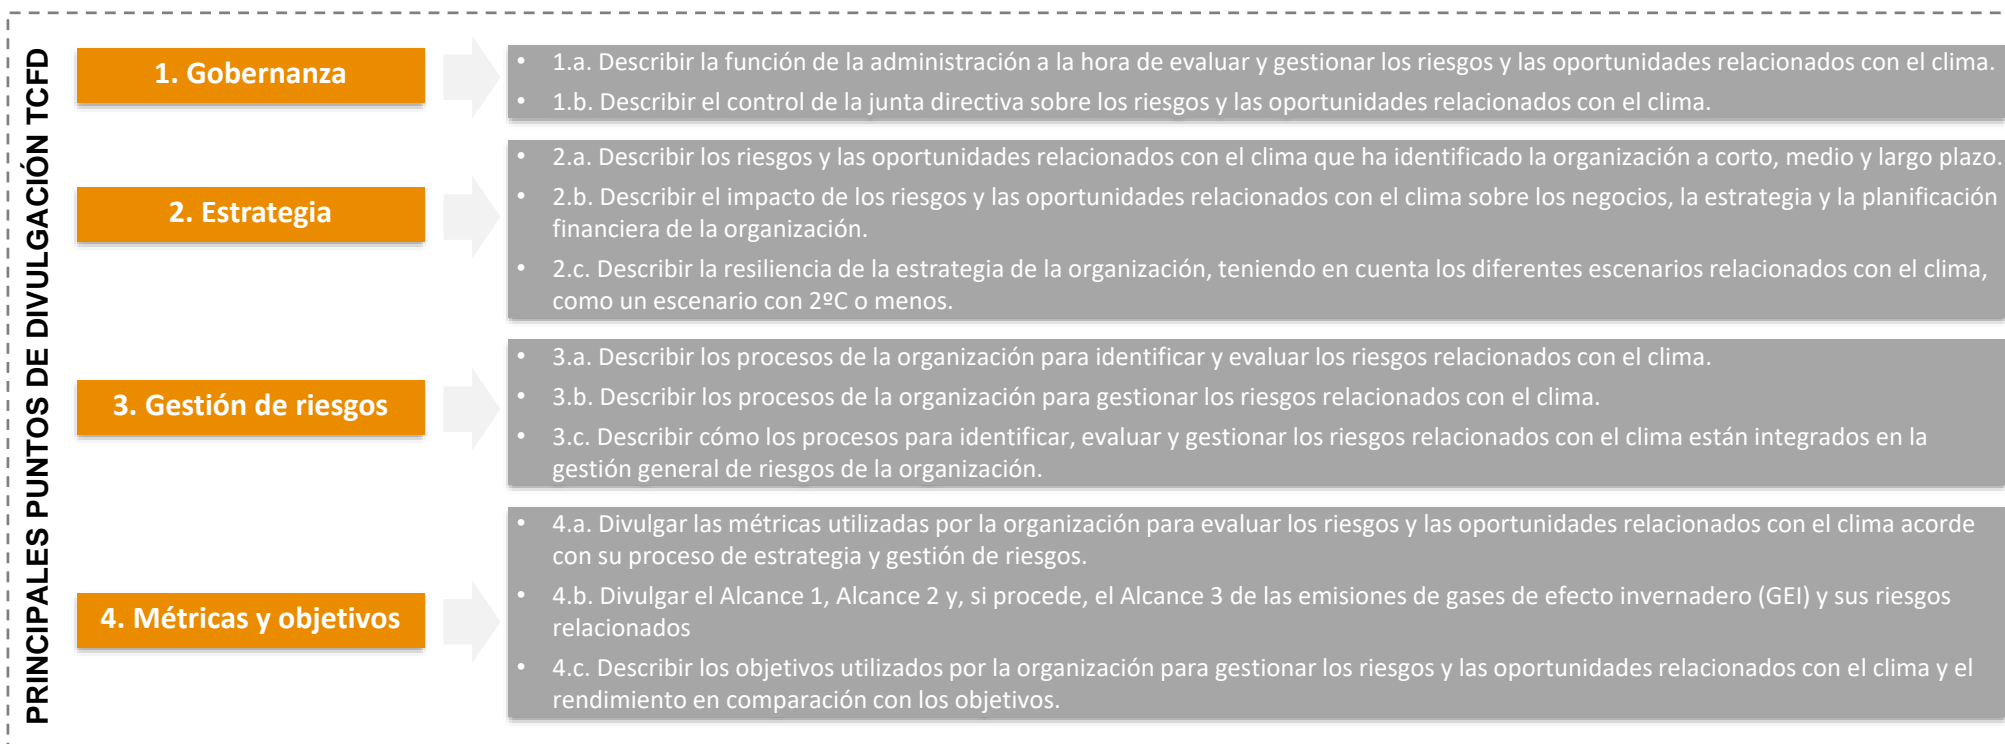 PRINCIPALES PUNTOS DE DIVULGACIÓN TCFD
1. Gobernanza
• 1.a. Describir la función de la administración a la hora de evaluar y gestionar los riesgos y las oportunidades relacionados con el clima.
• 1.b. Describir el control de la junta directiva sobre los riesgos y las oportunidades relacionados con el clima.
2. Estrategia
• 2.a. Describir los riesgos y las oportunidades relacionados con el clima que ha identificado la organización a corto, medio y largo plazo.
• 2.b. Describir el impacto de los riesgos y las oportunidades relacionados con el clima sobre los negocios, la estrategia y la planificación
financiera de la organización.
• 2.c. Describir la resiliencia de la estrategia de la organización, teniendo en cuenta los diferentes escenarios relacionados con el clima,
como un escenario con 2ºC o menos.
3. Gestión de riesgos
• 3.a. Describir los procesos de la organización para identificar y evaluar los riesgos relacionados con el clima.
• 3.b. Describir los procesos de la organización para gestionar los riesgos relacionados con el clima.
• 3.c. Describir cómo los procesos para identificar, evaluar y gestionar los riesgos relacionados con el clima están integrados en la
gestión general de riesgos de la organización.
4. Métricas y objetivos
• 4.a. Divulgar las métricas utilizadas por la organización para evaluar los riesgos y las oportunidades relacionados con el clima acorde
con su proceso de estrategia y gestión de riesgos.
• 4.b. Divulgar el Alcance 1, Alcance 2 y, si procede, el Alcance 3 de las emisiones de gases de efecto invernadero (GEI) y sus riesgos
relacionados
• 4.c. Describir los objetivos utilizados por la organización para gestionar los riesgos y las oportunidades relacionados con el clima y el
rendimiento en comparación con los objetivos.